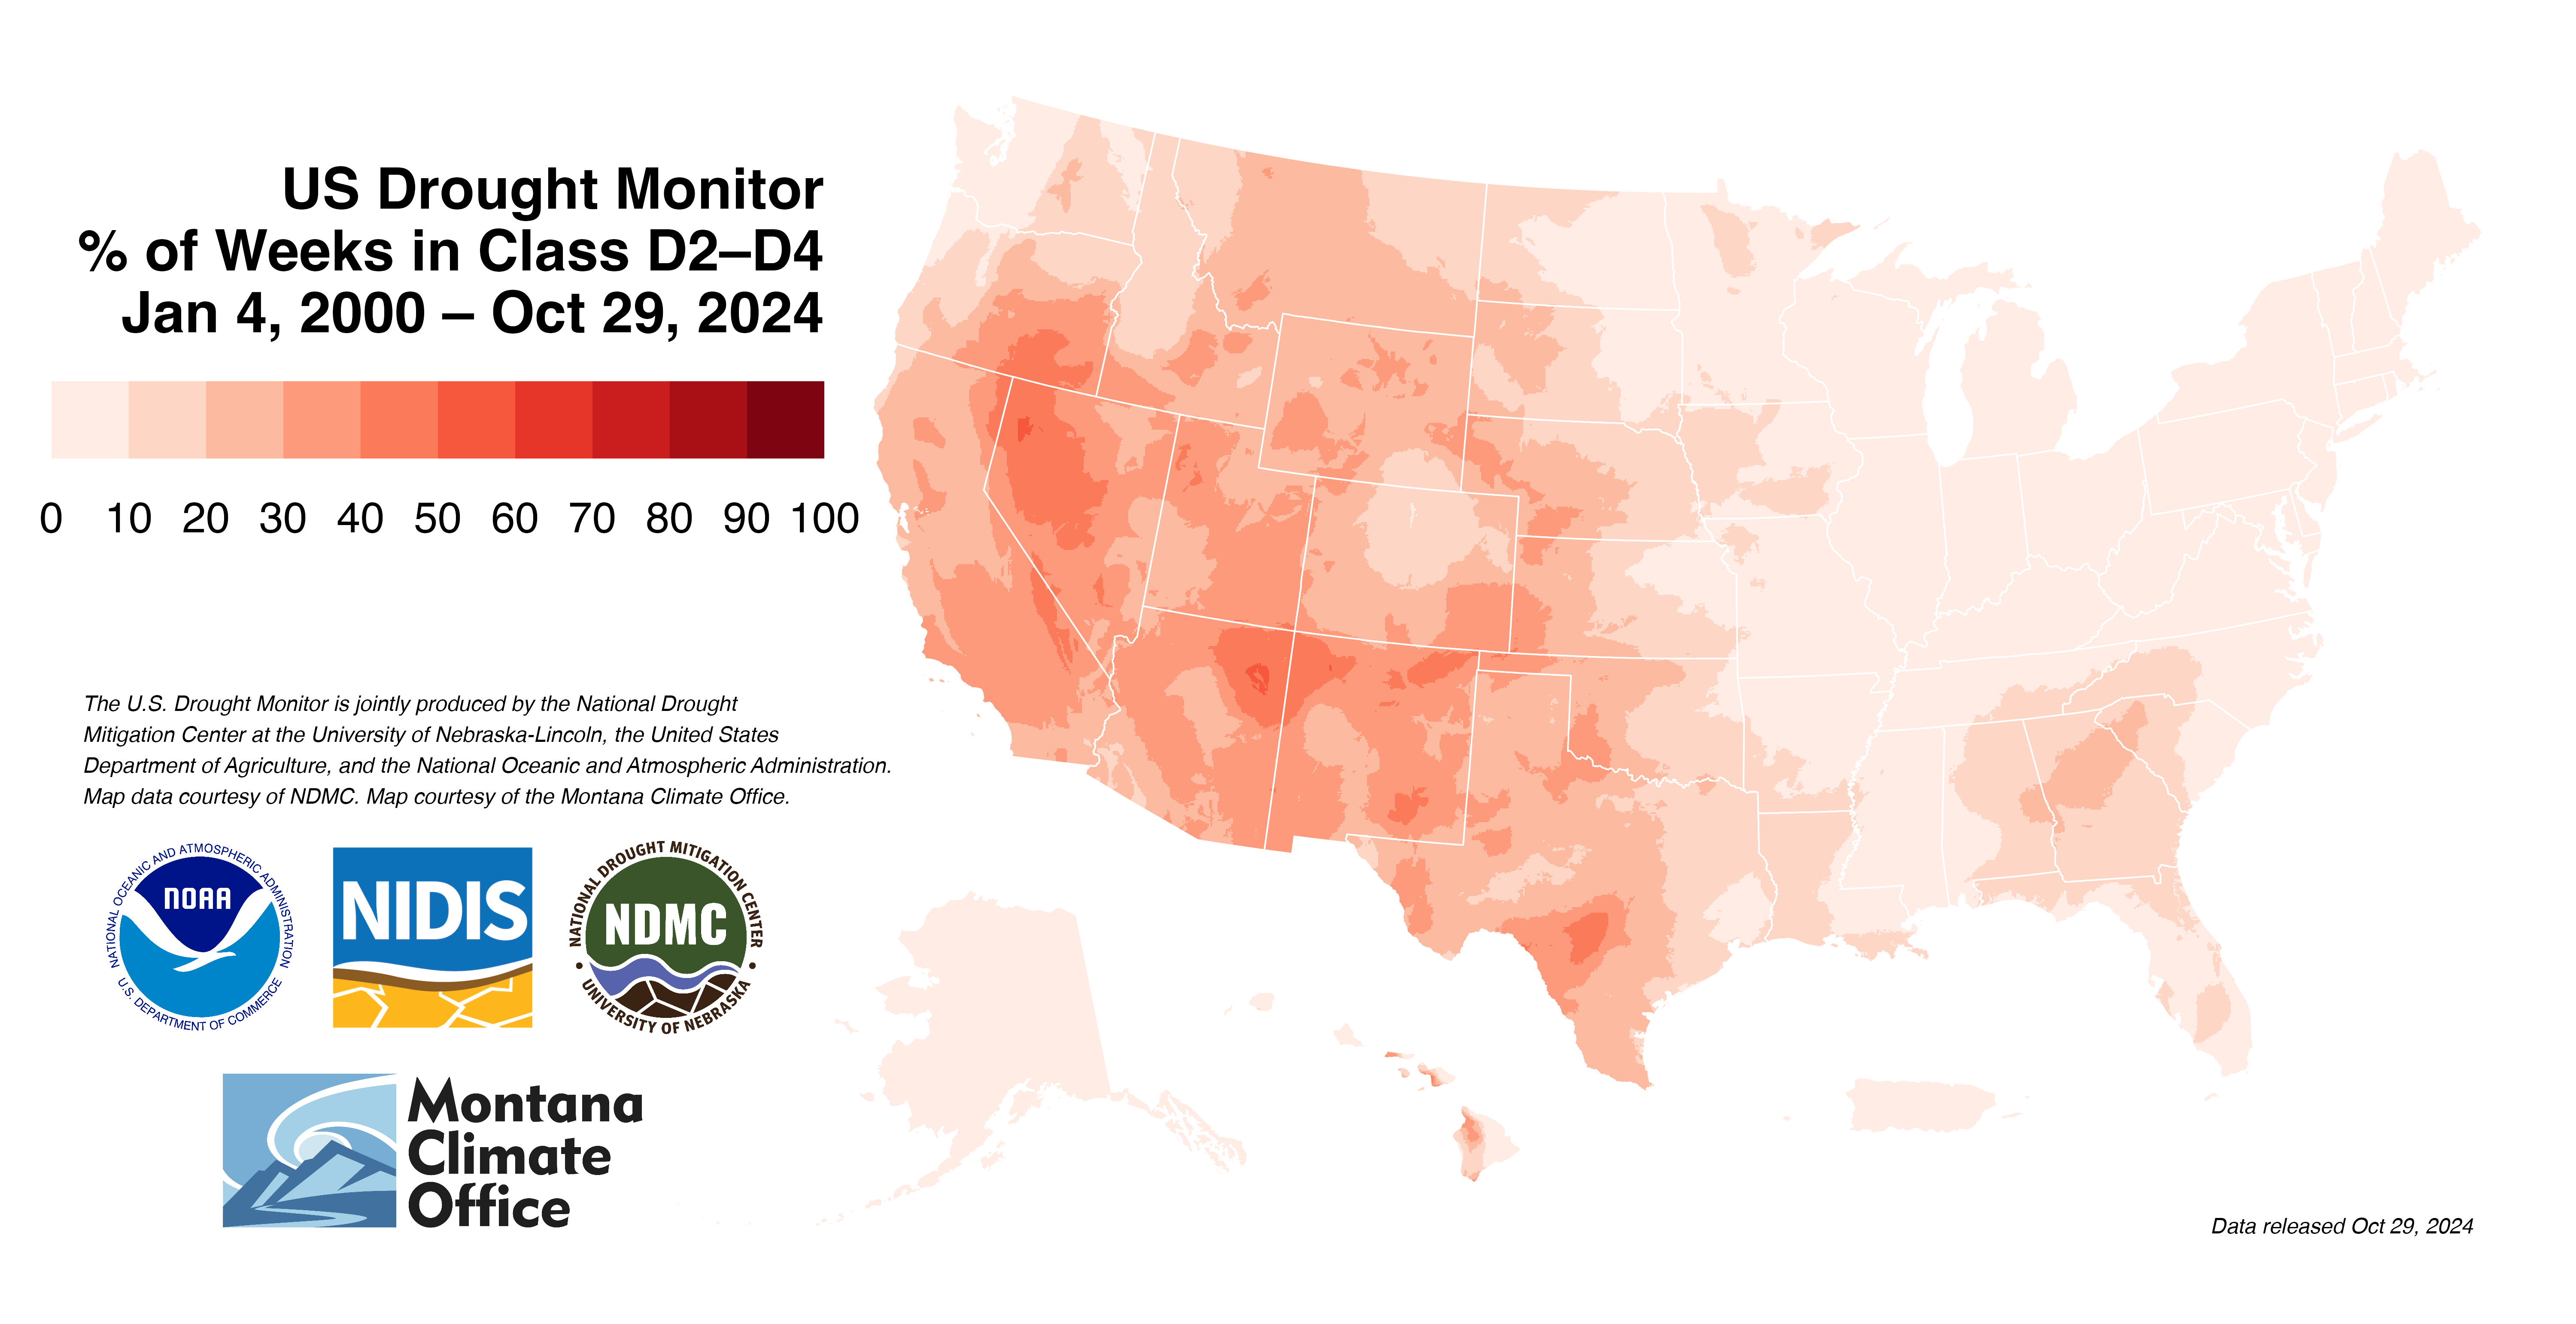 US Drought Monitor
% of Weeks in Class D2–D4
Jan 4, 2000 – Oct 29, 2024
0 10 20 30 40 50 60 70 80 90 100
The U.S. Drought Monitor is jointly produced by the National Drought
Mitigation Center at the University of Nebraska-Lincoln, the United States
Department of Agriculture, and the National Oceanic and Atmospheric Administration.
Map data courtesy of NDMC. Map courtesy of the Montana Climate Office.
NATIONAL OCEANIC AND ATMOSPHERIC ADMINISTRATION
NOAA
U.S. DEPARTMENT OF COMMERCE
NIDIS
NATIONAL DROUGHT MITIGATION CENTER
NDMC
UNIVERSITY OF NEBRASKA
Montana
Climate
Office
Data released Oct 29, 2024